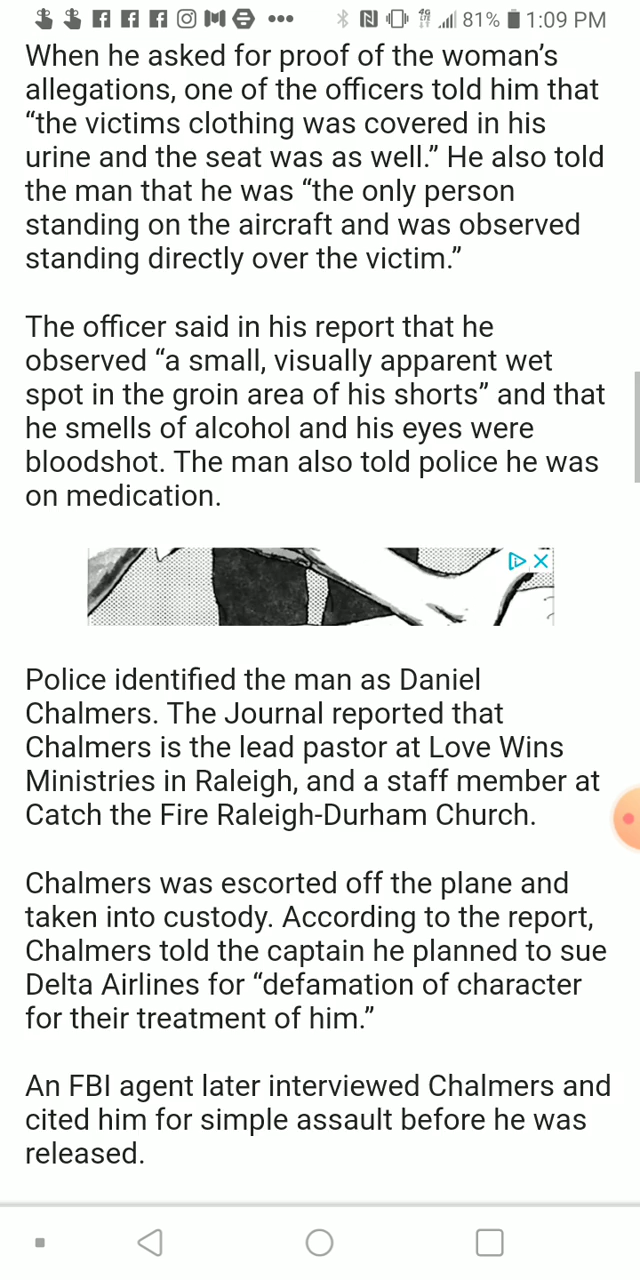 81% 1:09 PM
When he asked for proof of the woman’s
allegations, one of the officers told him that
“the victims clothing was covered in his
urine and the seat was as well.” He also told
the man that he was “the only person
standing on the aircraft and was observed
standing directly over the victim.”
The officer said in his report that he
observed “a small, visually apparent wet
spot in the groin area of his shorts” and that
he smells of alcohol and his eyes were
bloodshot. The man also told police he was
on medication.
Police identified the man as Daniel
Chalmers. The Journal reported that
Chalmers is the lead pastor at Love Wins
Ministries in Raleigh, and a staff member at
Catch the Fire Raleigh-Durham Church.
Chalmers was escorted off the plane and
taken into custody. According to the report,
Chalmers told the captain he planned to sue
Delta Airlines for “defamation of character
for their treatment of him.”
An FBI agent later interviewed Chalmers and
cited him for simple assault before he was
released.